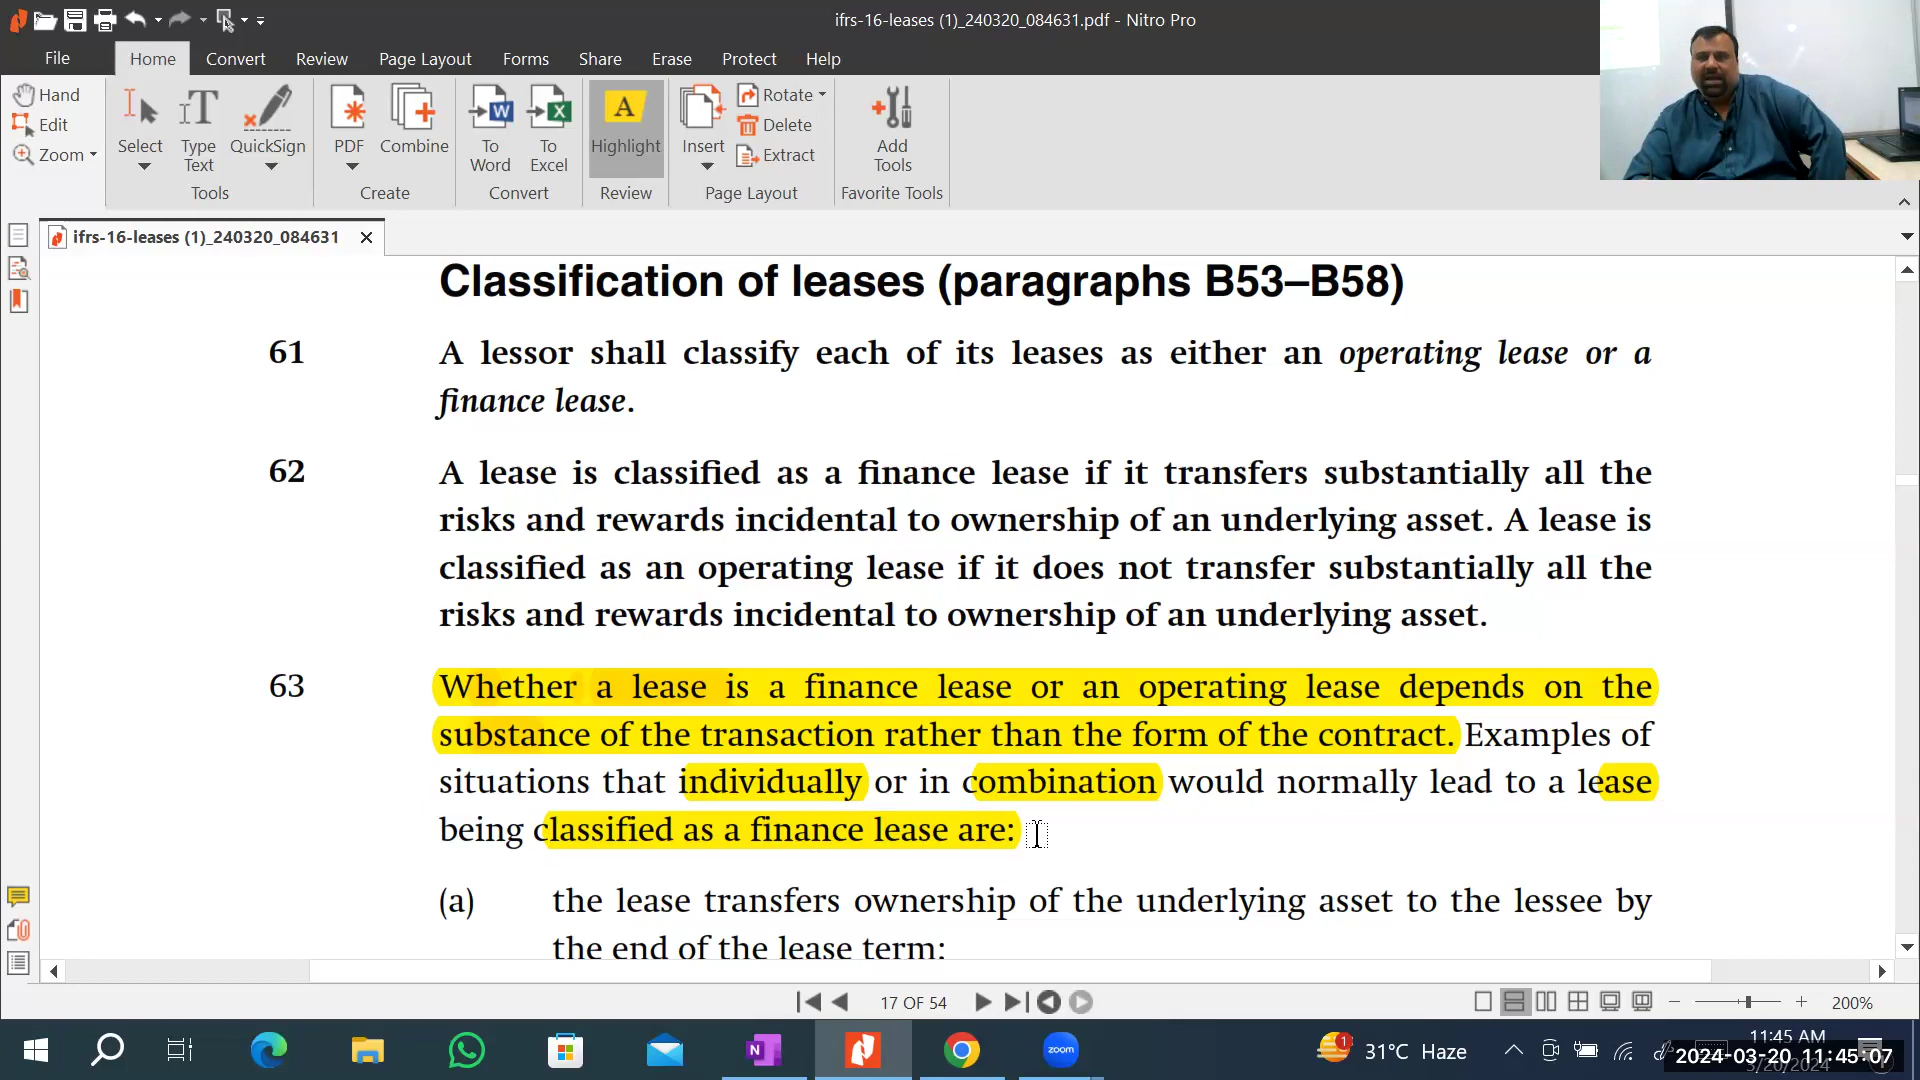 ifrs-16-leases (1)_240320_084631.pdf - Nitro Pro
File Home Convert Review Page Layout Forms Share Erase Protect Help
Hand
Edit
Zoom
Select
Type Text
QuickSign
Tools
PDF
Combine
Create
To Word
To Excel
Convert
A
Highlight
Review
Insert
Rotate
Delete
Extract
Page Layout
Add Tools
Favorite Tools
ifrs-16-leases (1)_240320_084631
Classification of leases (paragraphs B53–B58)
61 A lessor shall classify each of its leases as either an operating lease or a
finance lease.
62 A lease is classified as a finance lease if it transfers substantially all the
risks and rewards incidental to ownership of an underlying asset. A lease is
classified as an operating lease if it does not transfer substantially all the
risks and rewards incidental to ownership of an underlying asset.
63 Whether a lease is a finance lease or an operating lease depends on the
substance of the transaction rather than the form of the contract. Examples of
situations that individually or in combination would normally lead to a lease
being classified as a finance lease are:
(a) the lease transfers ownership of the underlying asset to the lessee by
the end of the lease term;
17 OF 54
200%
N
zoom
1
31°C Haze
11:45 AM
2024-03-20 11:45:07
3/20/2024